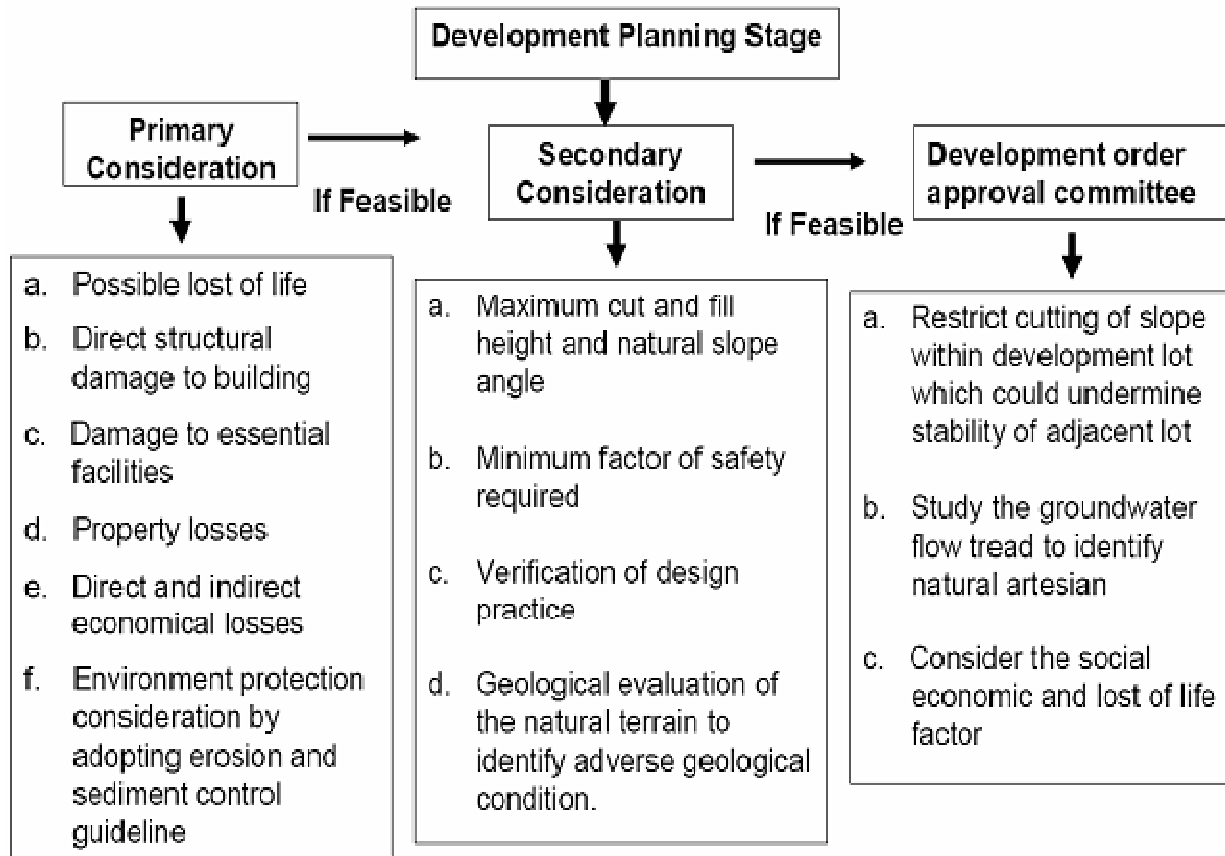 Development Planning Stage
Primary
Consideration
If Feasible
Secondary
Consideration
If Feasible
Development order
approval committee
a. Possible lost of life
b. Direct structural
damage to building
c. Damage to essential
facilities
d. Property losses
e. Direct and indirect
economical losses
f. Environment protection
consideration by
adopting erosion and
sediment control
guideline
a. Maximum cut and fill
height and natural slope
angle
b. Minimum factor of safety
required
c. Verification of design
practice
d. Geological evaluation of
the natural terrain to
identify adverse geological
condition.
a. Restrict cutting of slope
within development lot
which could undermine
stability of adjacent lot
b. Study the groundwater
flow tread to identify
natural artesian
c. Consider the social
economic and lost of life
factor